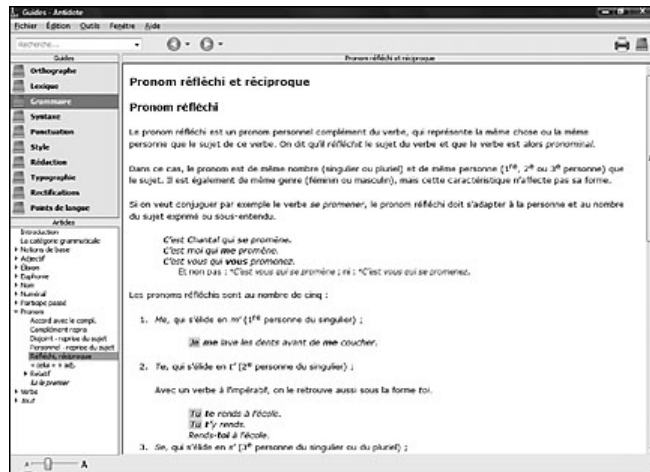 Guides - Antidote
Fichier Édition Outils Fenêtre Aide
Recherche...
Guides
Pronom réfléchi et réciproque
Orthographe
Lexique
Grammaire
Syntaxe
Ponctuation
Style
Rédaction
Typographie
Rectifications
Points de langue
Articles
Introduction
La catégorie grammaticale
Notions de base
Adjectif
Élision
Euphonie
Nom
Numéral
Participe passé
Pronom
Accord avec le compl.
Complément repris
Disjoint - reprise du sujet
Personnel - reprise du sujet
Réfléchi, réciproque
« celui » + adj.
Relatif
Verbe
Pronom réfléchi et réciproque
Pronom réfléchi
Le pronom réfléchi est un pronom personnel complément du verbe, qui représente la même chose ou la même
personne que le sujet de ce verbe. On dit qu'il réfléchit le sujet du verbe et que le verbe est alors pronominal.
Dans ce cas, le pronom est de même nombre (singulier ou pluriel) et de même personne (1re, 2e ou 3e personne) que
le sujet. Il est également de même genre (féminin ou masculin), mais cette caractéristique n'affecte pas sa forme.
Si on veut conjuguer par exemple le verbe se promener, le pronom réfléchi doit s'adapter à la personne et au nombre
du sujet exprimé ou sous-entendu.
C'est Chantal qui se promène.
C'est moi qui me promène.
C'est vous qui vous promenez.
Et non pas : *C'est vous qui se promène ; ni : *C'est vous qui se promenez.
Les pronoms réfléchis sont au nombre de cinq :
1. Me, qui s'élide en m' (1re personne du singulier) ;
Je me lave les dents avant de me coucher.
2. Te, qui s'élide en t' (2e personne du singulier) ;
Avec un verbe à l'impératif, on le retrouve aussi sous la forme toi.
Tu te rends à l'école.
Tu t'y rends.
Rends-toi à l'école.
3. Se, qui s'élide en s' (3e personne du singulier ou du pluriel) ;
A A